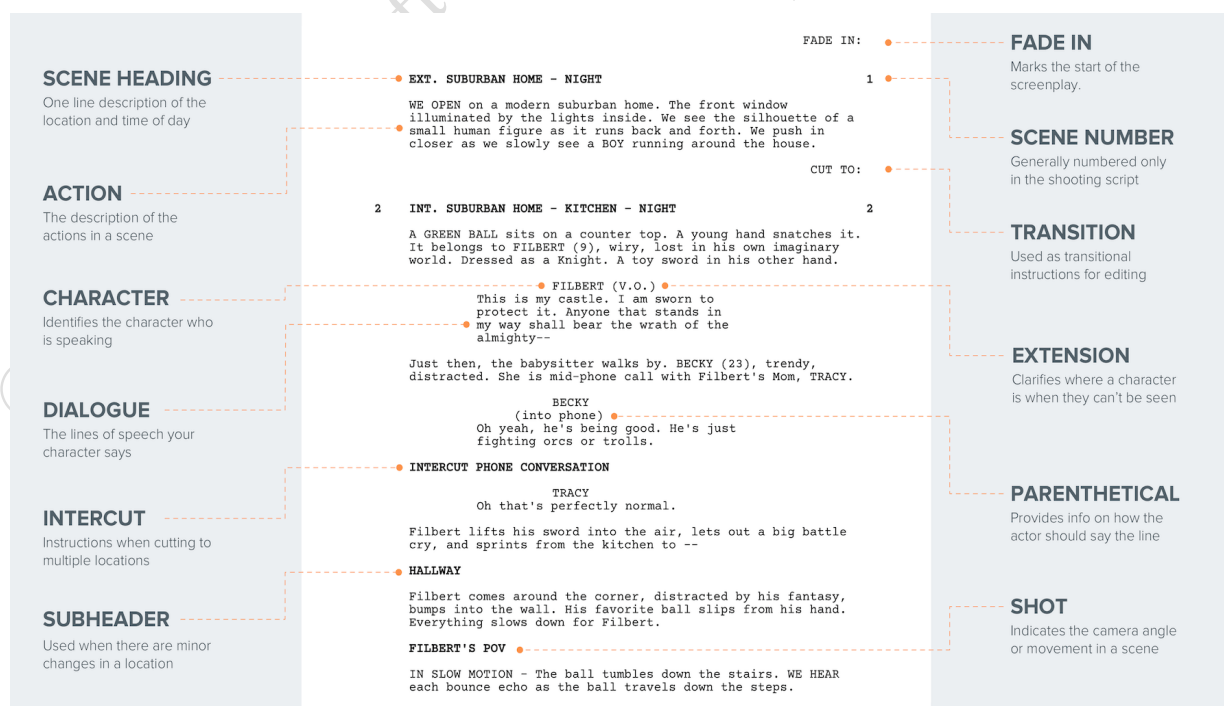 FADE IN:
EXT. SUBURBAN HOME - NIGHT 1
WE OPEN on a modern suburban home. The front window
illuminated by the lights inside. We see the silhouette of a
small human figure as it runs back and forth. We push in
closer as we slowly see a BOY running around the house.
CUT TO:
2 INT. SUBURBAN HOME - KITCHEN - NIGHT 2
A GREEN BALL sits on a counter top. A young hand snatches it.
It belongs to FILBERT (9), wiry, lost in his own imaginary
world. Dressed as a Knight. A toy sword in his other hand.
FILBERT (V.O.)
This is my castle. I am sworn to
protect it. Anyone that stands in
my way shall bear the wrath of the
almighty--
Just then, the babysitter walks by. BECKY (23), trendy,
distracted. She is mid-phone call with Filbert's Mom, TRACY.
BECKY
(into phone)
Oh yeah, he's being good. He's just
fighting orcs or trolls.
INTERCUT PHONE CONVERSATION
TRACY
Oh that's perfectly normal.
Filbert lifts his sword into the air, lets out a big battle
cry, and sprints from the kitchen to --
HALLWAY
Filbert comes around the corner, distracted by his fantasy,
bumps into the wall. His favorite ball slips from his hand.
Everything slows down for Filbert.
FILBERT'S POV
IN SLOW MOTION - The ball tumbles down the stairs. WE HEAR
each bounce echo as the ball travels down the steps.
SCENE HEADING
One line description of the
location and time of day
ACTION
The description of the
actions in a scene
CHARACTER
Identifies the character who
is speaking
DIALOGUE
The lines of speech your
character says
INTERCUT
Instructions when cutting to
multiple locations
SUBHEADER
Used when there are minor
changes in a location
FADE IN
Marks the start of the
screenplay.
SCENE NUMBER
Generally numbered only
in the shooting script
TRANSITION
Used as transitional
instructions for editing
EXTENSION
Clarifies where a character
is when they can't be seen
PARENTHETICAL
Provides info on how the
actor should say the line
SHOT
Indicates the camera angle
or movement in a scene